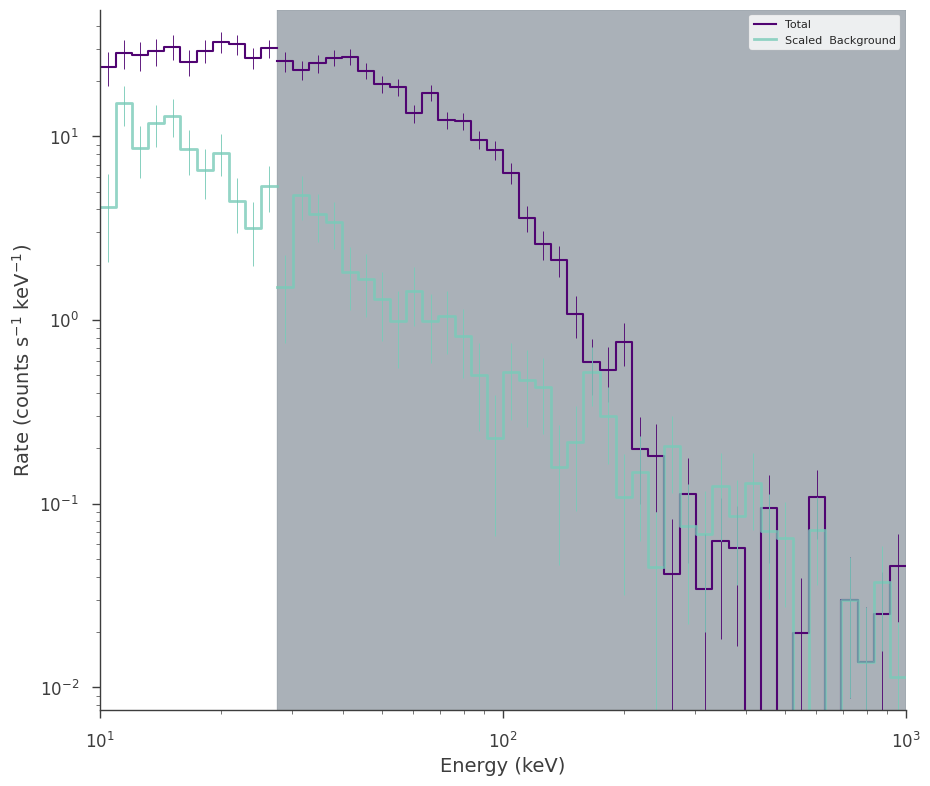 Total
Scaled  Background
10¹
10⁰
10⁻¹
10⁻²
Rate (counts s⁻¹ keV⁻¹)
10¹
10²
10³
Energy (keV)